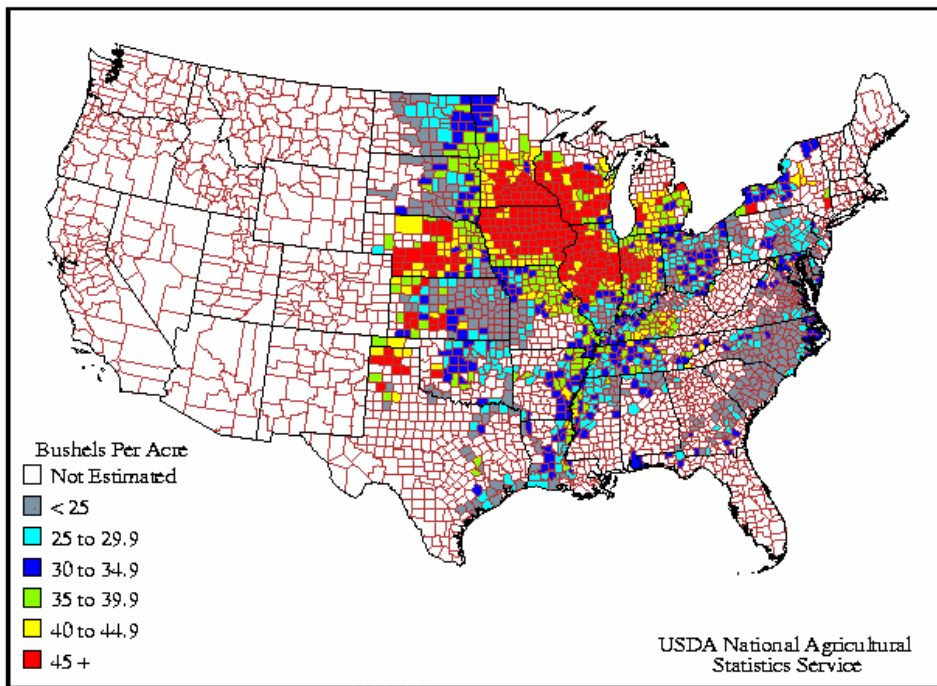 Bushels Per Acre
Not Estimated
< 25
25 to 29.9
30 to 34.9
35 to 39.9
40 to 44.9
45 +
USDA National Agricultural
Statistics Service